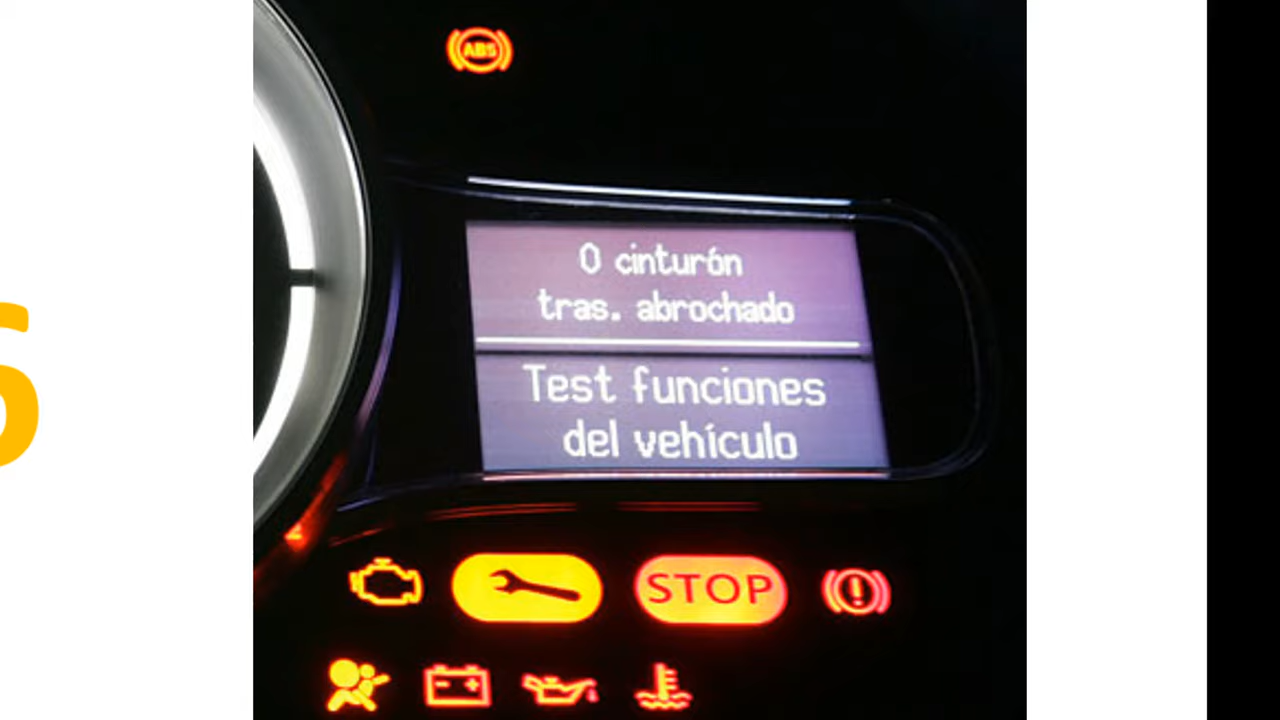 ABS
0 cinturón
tras. abrochado
Test funciones
del vehículo
STOP